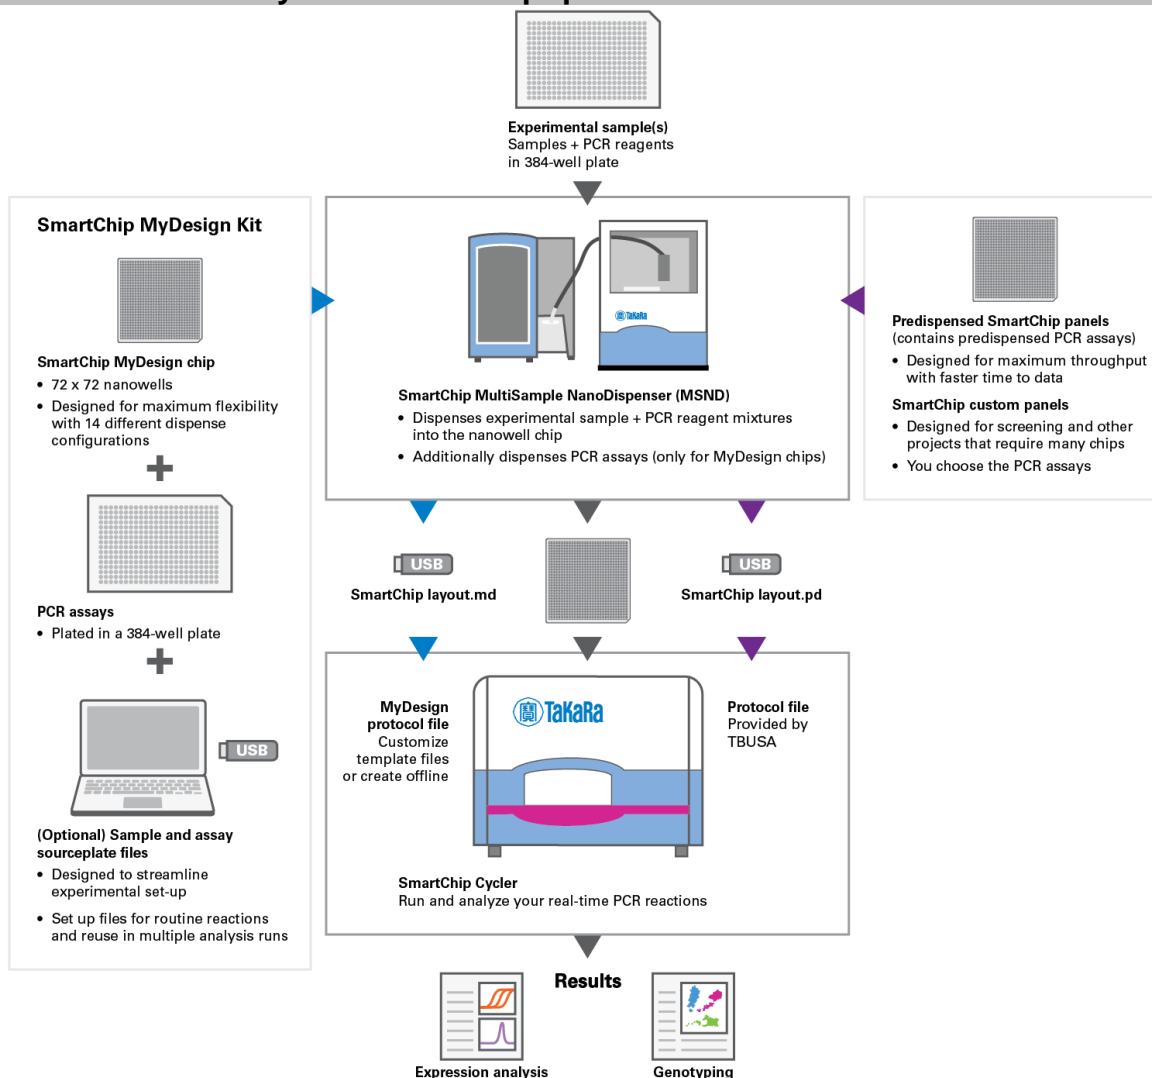 Experimental sample(s)
Samples + PCR reagents
in 384-well plate
SmartChip MyDesign Kit
SmartChip MyDesign chip
• 72 x 72 nanowells
• Designed for maximum flexibility
with 14 different dispense
configurations
+
PCR assays
• Plated in a 384-well plate
+
USB
(Optional) Sample and assay
sourceplate files
• Designed to streamline
experimental set-up
• Set up files for routine reactions
and reuse in multiple analysis runs
TaKaRa
SmartChip MultiSample NanoDispenser (MSND)
• Dispenses experimental sample + PCR reagent mixtures
into the nanowell chip
• Additionally dispenses PCR assays (only for MyDesign chips)
Predispensed SmartChip panels
(contains predispensed PCR assays)
• Designed for maximum throughput
with faster time to data
SmartChip custom panels
• Designed for screening and other
projects that require many chips
• You choose the PCR assays
USB
SmartChip layout.md
USB
SmartChip layout.pd
MyDesign
protocol file
Customize
template files
or create offline
TaKaRa
Protocol file
Provided by
TBUSA
SmartChip Cycler
Run and analyze your real-time PCR reactions
Results
Expression analysis
Genotyping